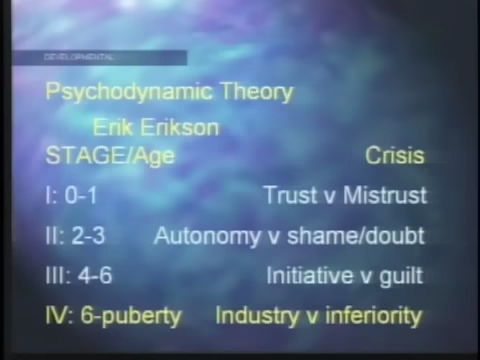 DEVELOPMENTAL
Psychodynamic Theory
Erik Erikson
STAGE/Age Crisis
I: 0-1 Trust v Mistrust
II: 2-3 Autonomy v shame/doubt
III: 4-6 Initiative v guilt
IV: 6-puberty Industry v inferiority